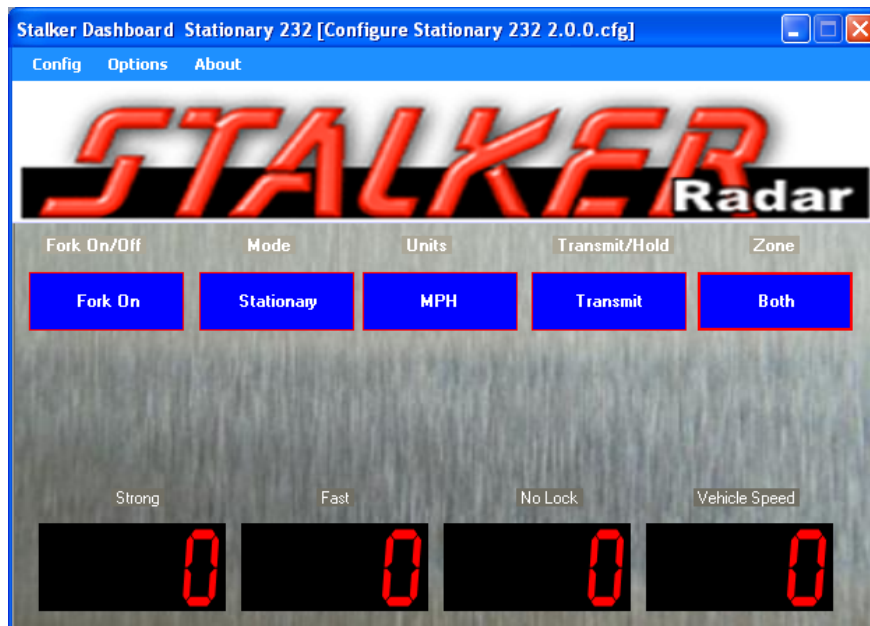 Stalker Dashboard Stationary 232 [Configure Stationary 232 2.0.0.cfg]
Config Options About
STALKER
Radar
Fork On/Off Mode Units Transmit/Hold Zone
Fork On Stationary MPH Transmit Both
Strong Fast No Lock Vehicle Speed
0 0 0 0